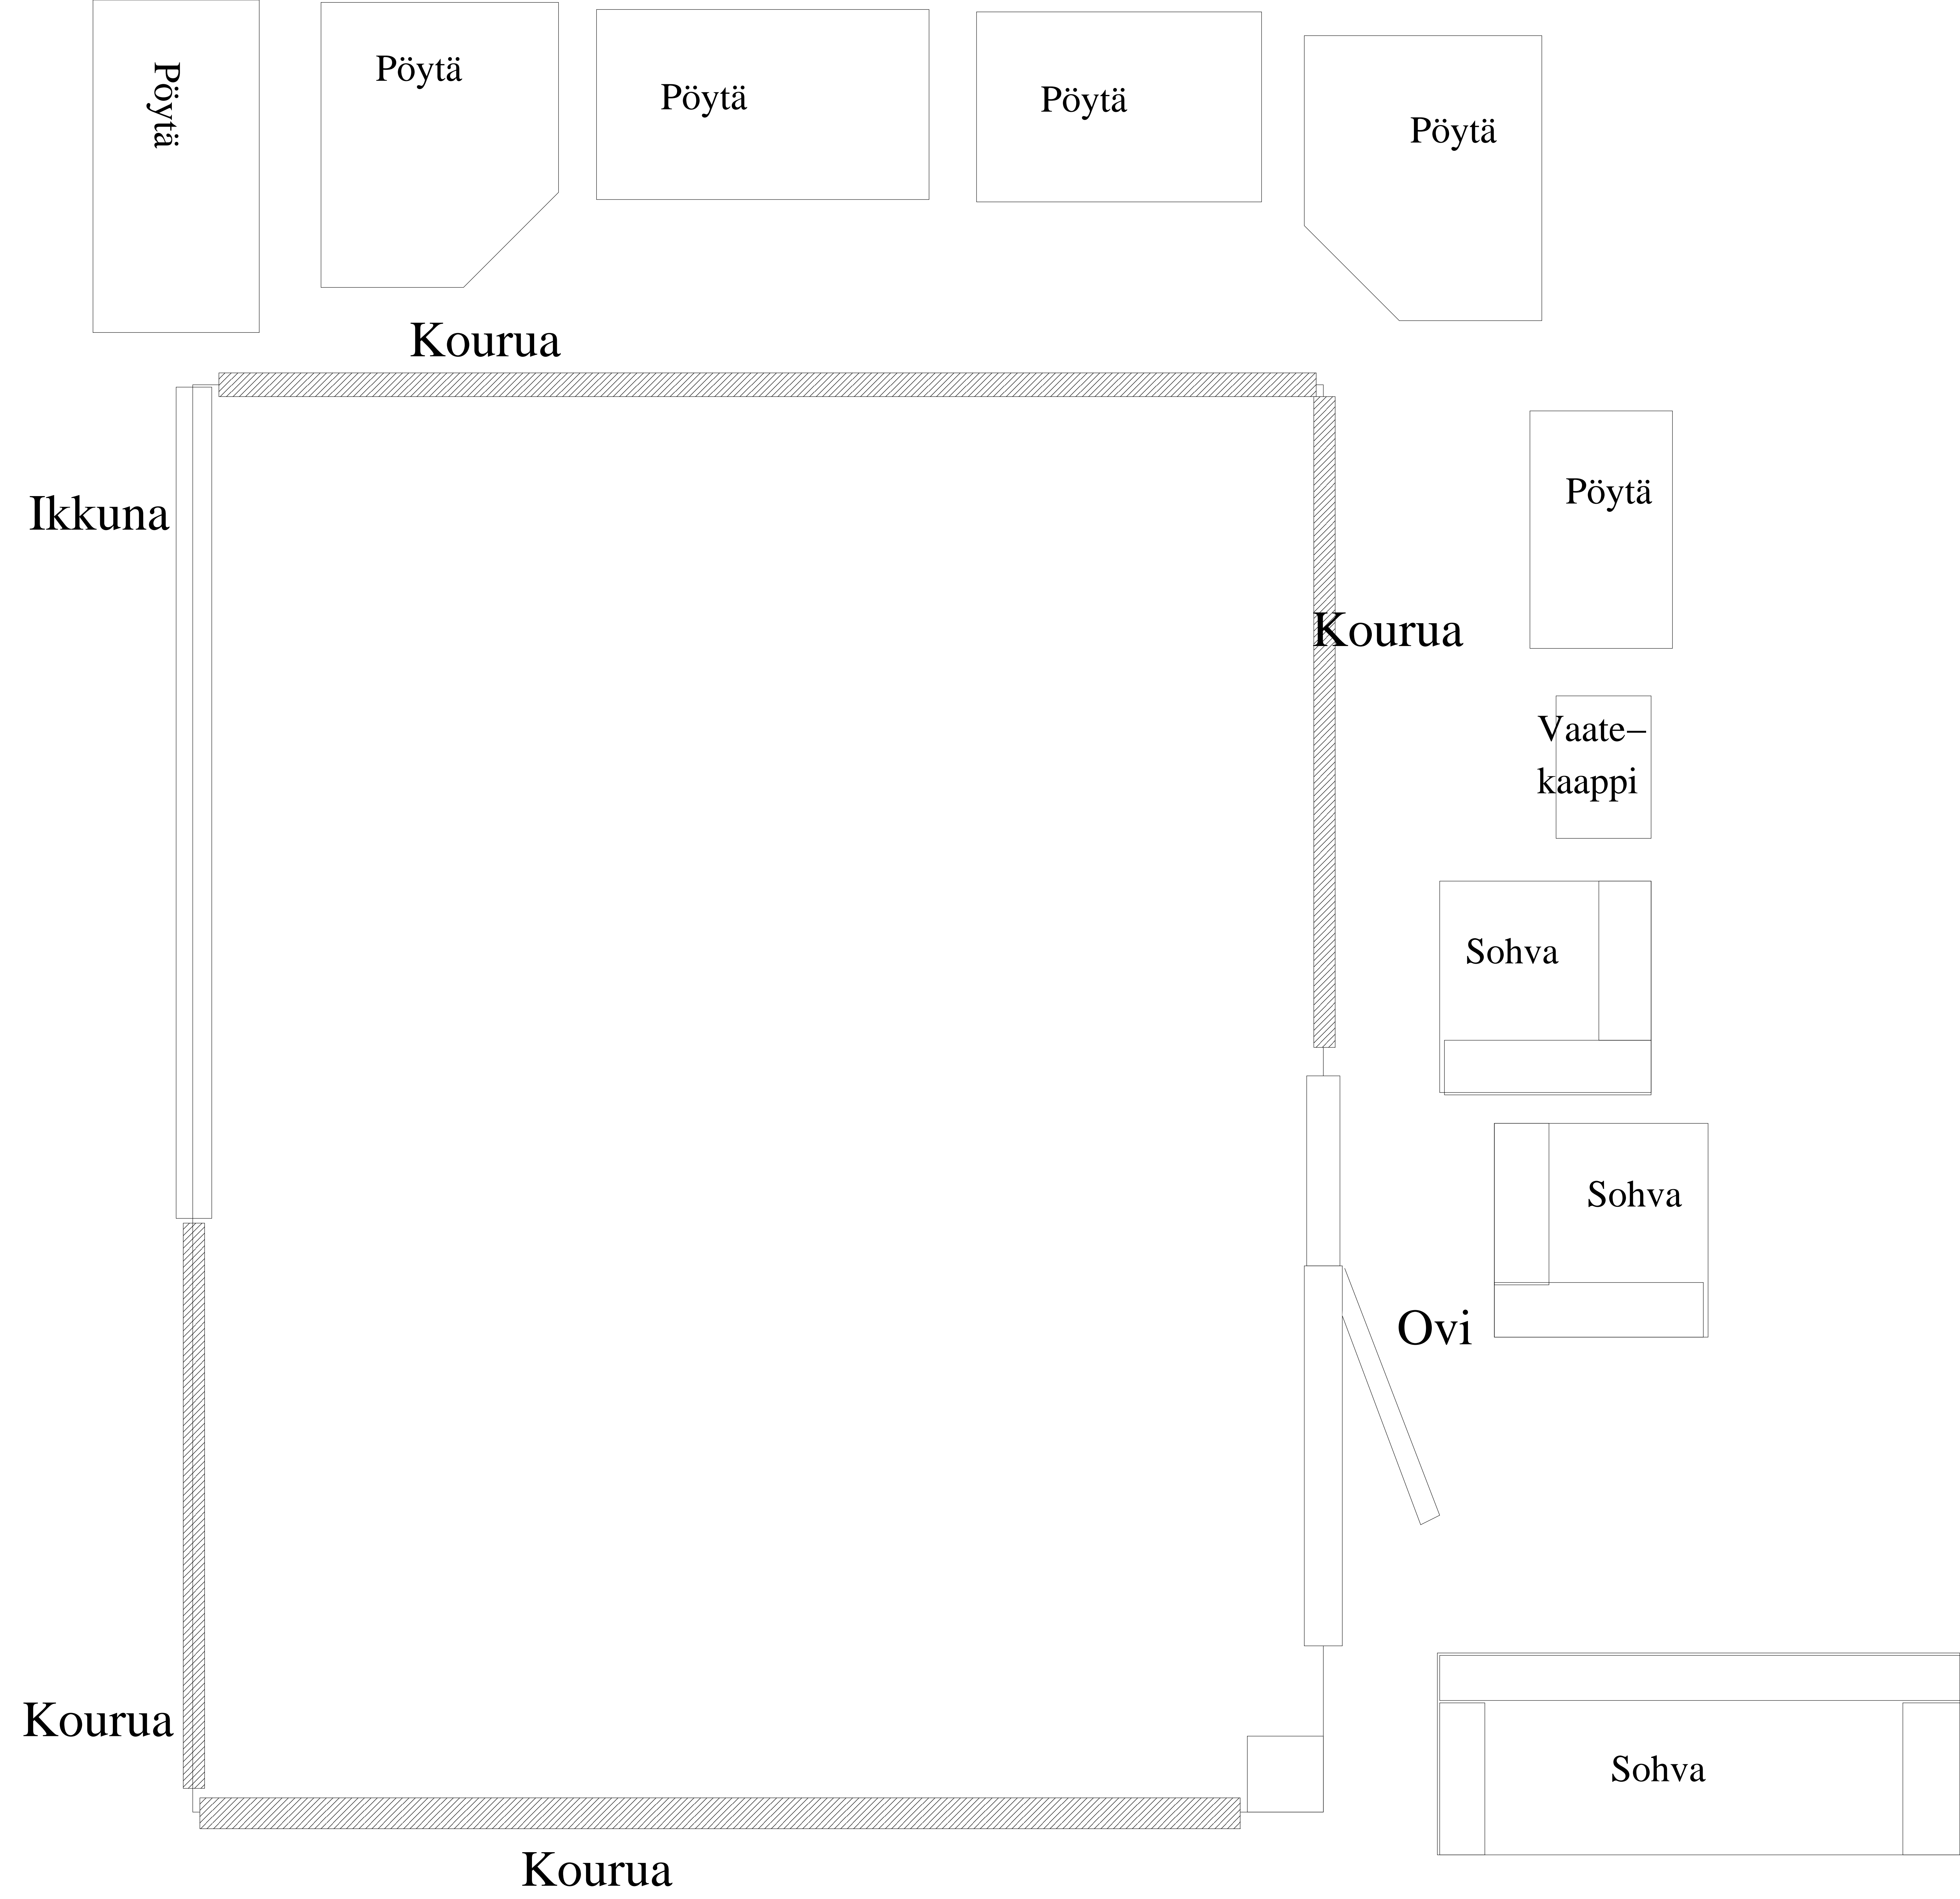 Pöytä
Pöytä
Pöytä
Pöytä
Pöytä
Kourua
Ikkuna
Pöytä
Kourua
Vaate–
kaappi
Sohva
Sohva
Ovi
Kourua
Sohva
Kourua